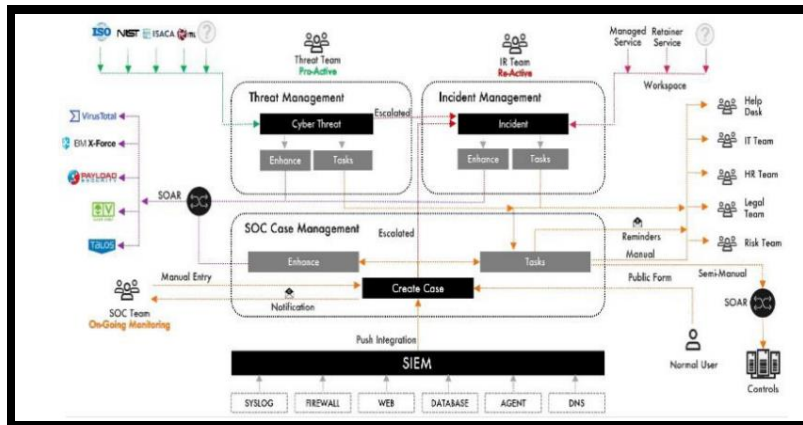 ISO NIST ISACA ?
Threat Team
Pro-Active
IR Team
Re-Active
Managed Service
Retainer Service
?
Workspace
Threat Management
Cyber Threat
Enhance
Tasks
Escalated
Incident Management
Incident
Enhance
Tasks
Help Desk
IT Team
HR Team
Legal Team
Risk Team
VirusTotal
BM X-Force
PAYLOAD SECURITY
TALOS
SOAR
SOC Case Management
Escalated
Enhance
Tasks
Create Case
Reminders
Manual
Semi-Manual
SOAR
Controls
Manual Entry
Notification
SOC Team
On-Going Monitoring
Public Form
Normal User
Push Integration
SIEM
SYSLOG
FIREWALL
WEB
DATABASE
AGENT
DNS